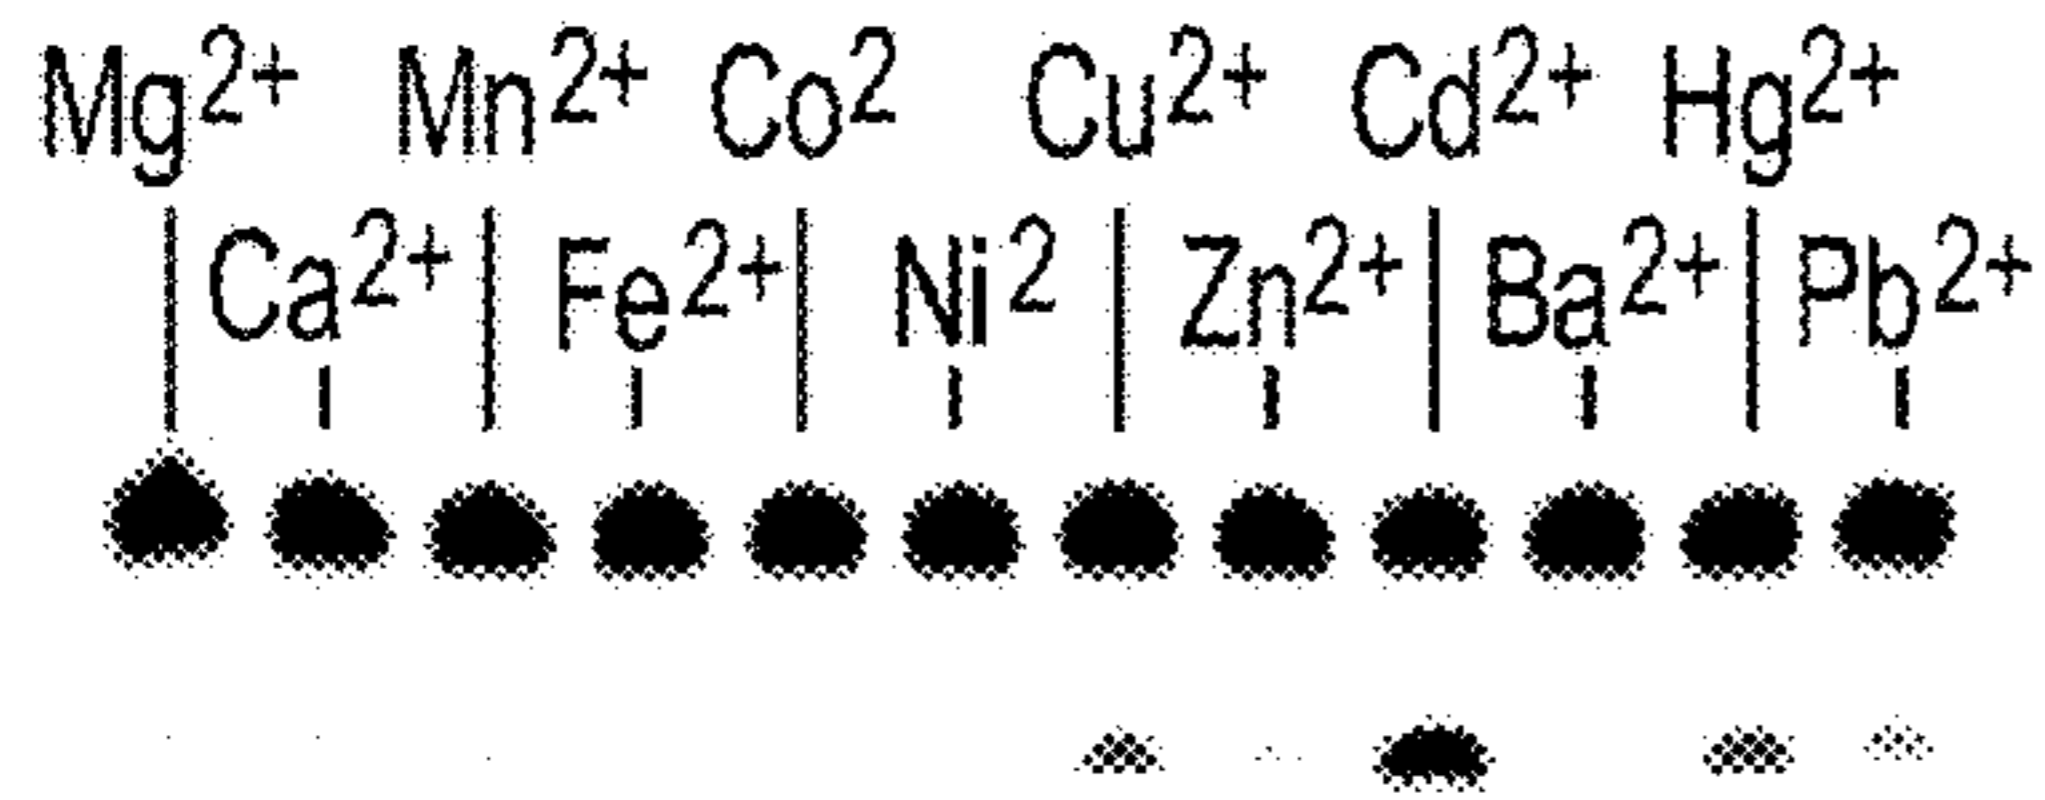 Mg2+ Mn2+ Co2 Cu2+ Cd2+ Hg2+
Ca2+ Fe2+ Ni2 Zn2+ Ba2+ Pb2+